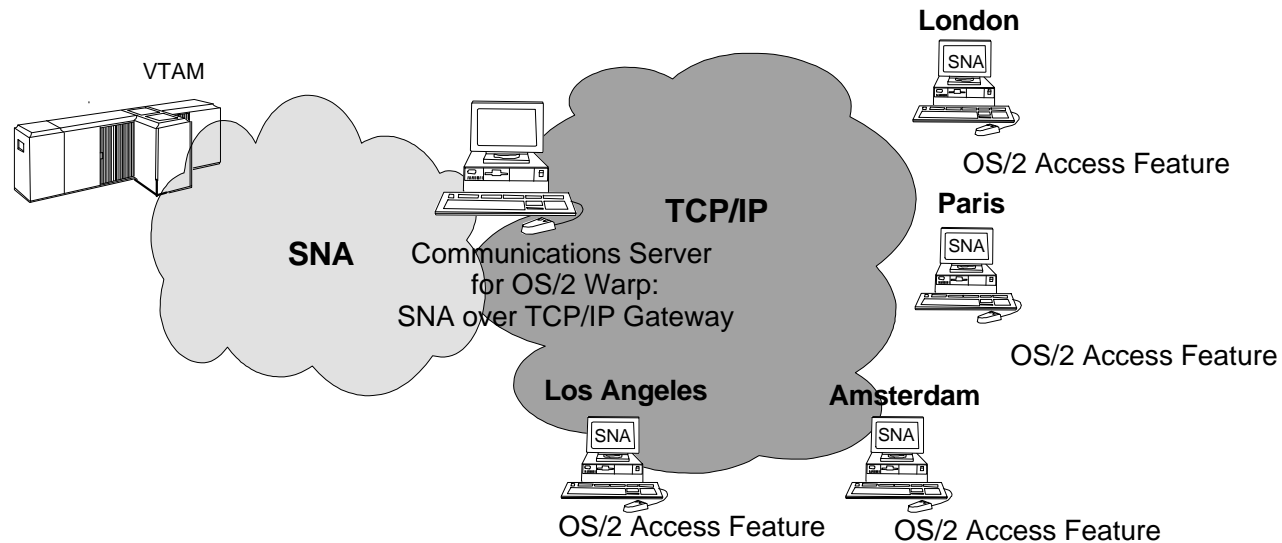 London
SNA
VTAM
OS/2 Access Feature
TCP/IP
Paris
SNA
SNA
Communications Server
for OS/2 Warp:
SNA over TCP/IP Gateway
OS/2 Access Feature
Los Angeles
Amsterdam
SNA
SNA
OS/2 Access Feature
OS/2 Access Feature